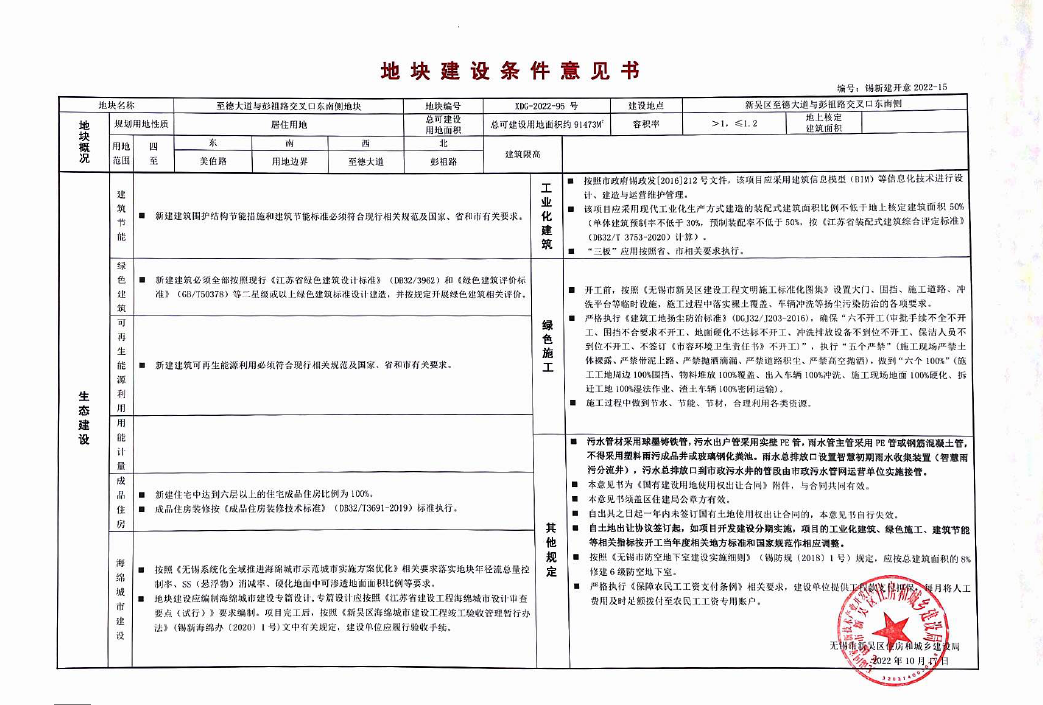 地块建设条件意见书
编号：锡新建开意 2022-15
地块名称 至德大道与彭祖路交叉口东南侧地块 地块编号 XDG-2022-95 号 建设地点 新吴区至德大道与彭祖路交叉口东南侧
地块概况 规划用地性质 居住用地 总可建设用地面积 总可建设用地面积约 91473M² 容积率 >1，≤1.2 地上核定建筑面积
用地范围 四至 东 南 西 北 建筑限高
美伯路 用地边界 至德大道 彭祖路
生态建设
建筑节能
■ 新建建筑围护结构节能措施和建筑节能标准必须符合现行相关规范及国家、省和市有关要求。
绿色建筑
■ 新建建筑必须全部按照现行《江苏省绿色建筑设计标准》（DB32/3962）和《绿色建筑评价标
准》（GB/T50378）等二星级或以上绿色建筑标准设计建造，并按规定开展绿色建筑相关评价。
可再生能源利用
■ 新建建筑可再生能源利用必须符合现行相关规范及国家、省和市有关要求。
用能计量
成品住房
■ 新建住宅中达到六层以上的住宅成品住房比例为 100%。
■ 成品住房装修按《成品住房装修技术标准》（DB32/T3691-2019）标准执行。
海绵城市建设
■ 按照《无锡系统化全域推进海绵城市示范城市实施方案优化》相关要求落实地块年径流总量控
制率、SS（悬浮物）消减率、硬化地面中可渗透地面面积比例等要求。
■ 地块建设应编制海绵城市建设专篇设计。专篇设计应按照《江苏省建设工程海绵城市设计审查
要点（试行）》要求编制。项目完工后，按照《新吴区海绵城市建设工程竣工验收管理暂行办
法》（锡新海绵办〔2020〕1 号)文中有关规定，建设单位应履行验收手续。
工业化建筑
■ 按照市政府锡政发[2016]212 号文件，该项目应采用建筑信息模型（BIM）等信息化技术进行设
计、建造与运营维护管理。
■ 该项目应采用现代工业化生产方式建造的装配式建筑面积比例不低于地上核定建筑面积 50%
（单体建筑预制率不低于 30%，预制装配率不低于 50%，按《江苏省装配式建筑综合评定标准》
（DB32/T 3753-2020）计算）。
■ “三板”应用按照省、市相关要求执行。
绿色施工
■ 开工前，按照《无锡市新吴区建设工程文明施工标准化图集》设置大门、围挡、施工道路、冲
洗平台等临时设施，施工过程中落实裸土覆盖、车辆冲洗等扬尘污染防治的各项要求。
■ 严格执行《建筑工地扬尘防治标准》（DGJ32/J203-2016），确保“六不开工(审批手续不全不开
工、围挡不合要求不开工、地面硬化不达标不开工、冲洗排放设备不到位不开工、保洁人员不
到位不开工、不签订《市容环境卫生责任书》不开工)”，执行“五个严禁”(施工现场严禁土
体裸露、严禁带泥上路、严禁抛洒滴漏、严禁道路积尘、严禁高空抛洒)，做到“六个 100%”(施
工工地周边 100%围挡、物料堆放 100%覆盖、出入车辆 100%冲洗、施工现场地面 100%硬化、拆
迁工地 100%湿法作业、渣土车辆 100%密闭运输)。
■ 施工过程中做到节水、节能、节材，合理利用各类资源。
其他规定
■ 污水管材采用球墨铸铁管，污水出户管采用实壁 PE 管，雨水管主管采用 PE 管或钢筋混凝土管，
不得采用塑料雨污成品井或玻璃钢化粪池。雨水总排放口设置智慧初期雨水收集装置（智慧雨
污分流井），污水总排放口到市政污水井的管段由市政污水管网运营单位实施接管。
■ 本意见书为《国有建设用地使用权出让合同》附件，与合同共同有效。
■ 本意见书须盖区住建局公章方有效。
■ 自出具之日起一年内未签订国有土地使用权出让合同的，本意见书自行失效。
■ 自土地出让协议签订起，如项目开发建设分期实施，项目的工业化建筑、绿色施工、建筑节能
等相关指标按开工当年度相关地方标准和国家规范作相应调整。
■ 按照《无锡市防空地下室建设实施细则》（锡防规〔2018〕1 号）规定，应按总建筑面积的 8%
修建 6 级防空地下室。
■ 严格执行《保障农民工工资支付条例》相关要求，建设单位提供工程款支付担保，每月将人工
费用及时足额拨付至农民工工资专用账户。
无锡市新吴区住房和城乡建设局
2022 年 10 月 17 日